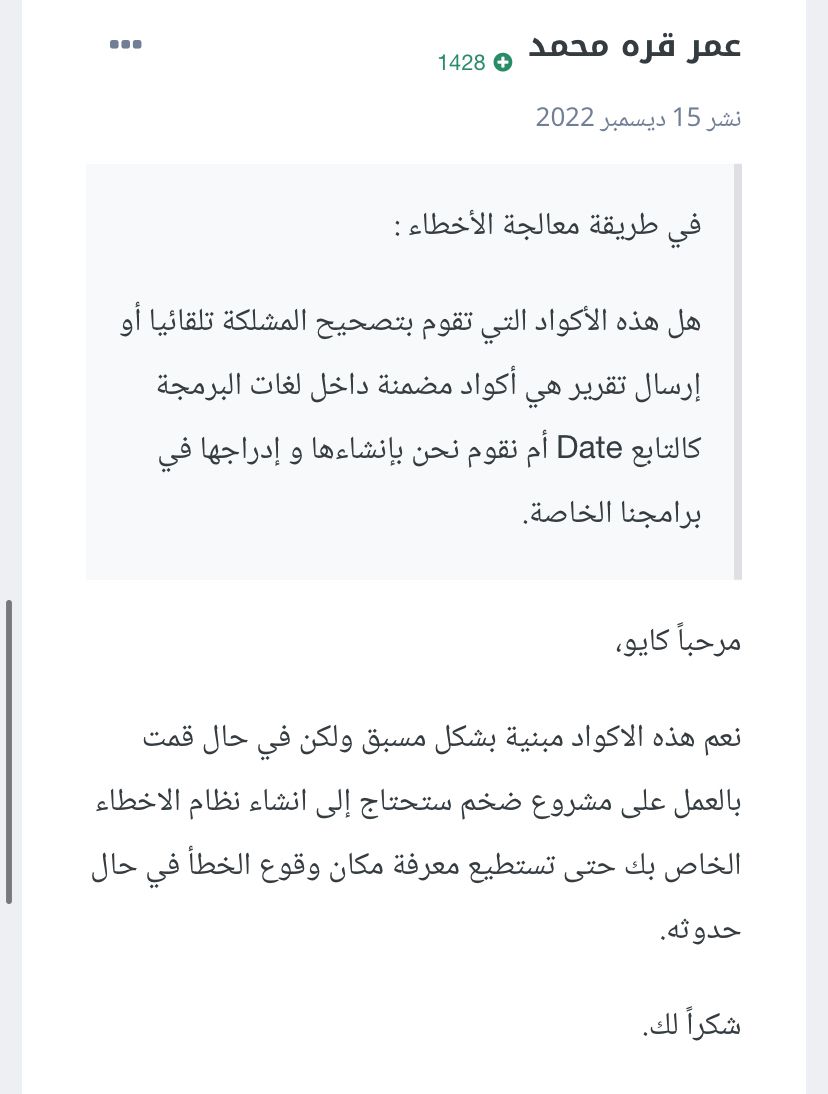 عمر قره محمد
1428
نشر 15 ديسمبر 2022
في طريقة معالجة الأخطاء :
هل هذه الأكواد التي تقوم بتصحيح المشلكة تلقائيا أو
إرسال تقرير هي أكواد مضمنة داخل لغات البرمجة
كالتابع Date أم نقوم نحن بإنشاءها و إدراجها في
برامجنا الخاصة.
مرحباً كايو،
نعم هذه الاكواد مبنية بشكل مسبق ولكن في حال قمت
بالعمل على مشروع ضخم ستحتاج إلى انشاء نظام الاخطاء
الخاص بك حتى تستطيع معرفة مكان وقوع الخطأ في حال
حدوثه.
شكراً لك.